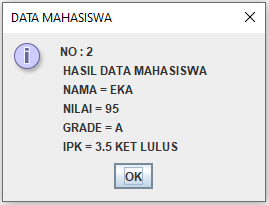 DATA MAHASISWA
NO : 2
HASIL DATA MAHASISWA
NAMA = EKA
NILAI = 95
GRADE = A
IPK = 3.5 KET LULUS
OK